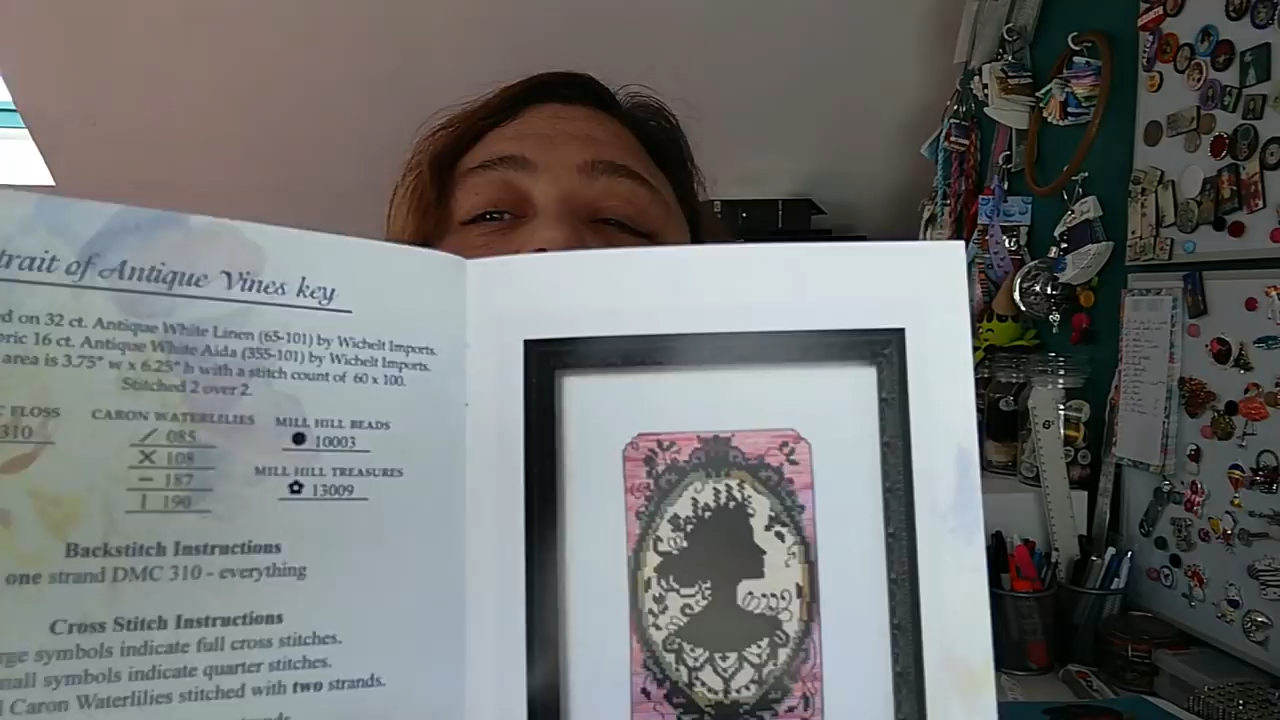 trait of Antique Vines key
d on 32 ct. Antique White Linen (65-101) by Wichelt Imports.
bric 16 ct. Antique White Aida (355-101) by Wichelt Imports.
area is 3.75" w x 6.25" h with a stitch count of 60 x 100.
Stitched 2 over 2.
C FLOSS
310
CARON WATERLILIES
/ 085
X 108
- 187
| 190
MILL HILL BEADS
● 10003
MILL HILL TREASURES
✿ 13009
Backstitch Instructions
one strand DMC 310 - everything
Cross Stitch Instructions
rge symbols indicate full cross stitches.
mall symbols indicate quarter stitches.
l Caron Waterlilies stitched with two strands.